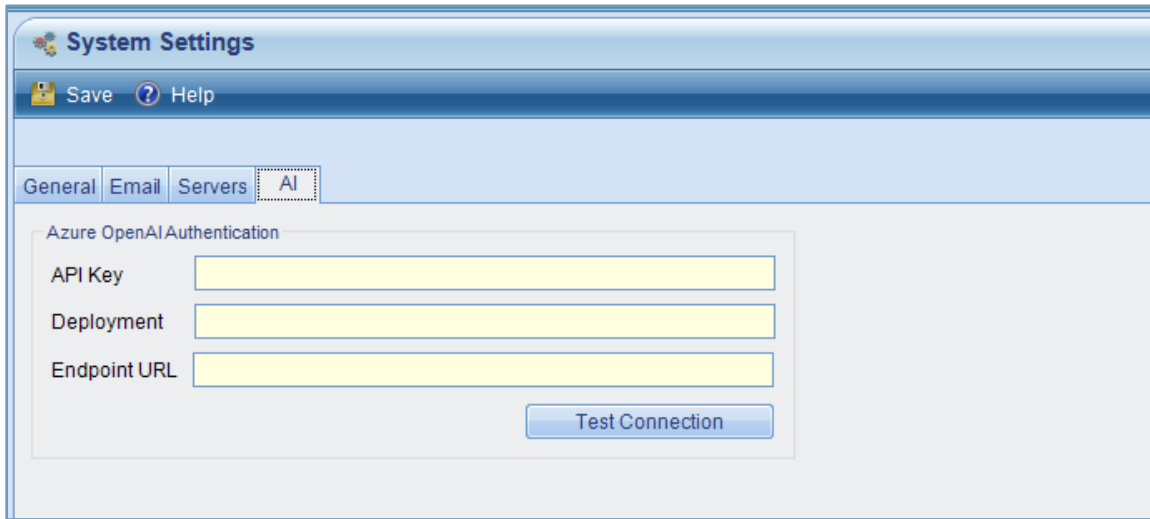 System Settings
Save Help
General Email Servers AI
Azure OpenAI Authentication
API Key
Deployment
Endpoint URL
Test Connection